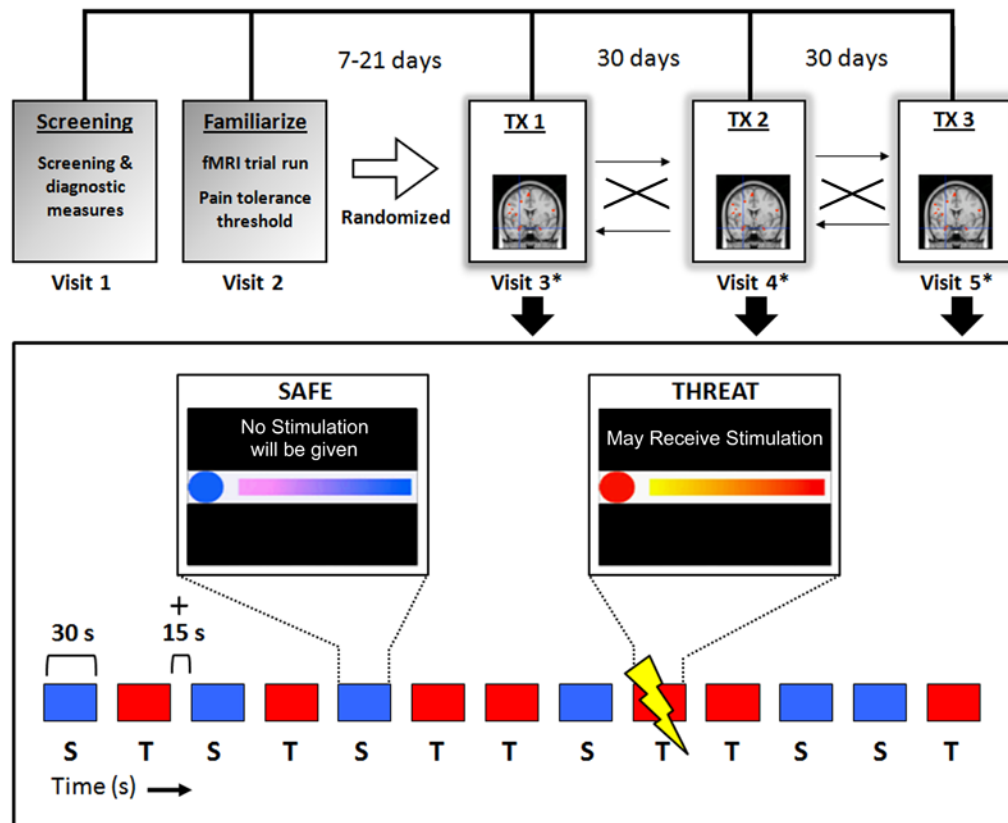 7-21 days
30 days
30 days
Screening
Screening &
diagnostic
measures
Visit 1
Familiarize
fMRI trial run
Pain tolerance
threshold
Visit 2
Randomized
TX 1
Visit 3*
TX 2
Visit 4*
TX 3
Visit 5*
SAFE
No Stimulation
will be given
THREAT
May Receive Stimulation
30 s
+
15 s
S T S T S T T S T T S S T
Time (s)